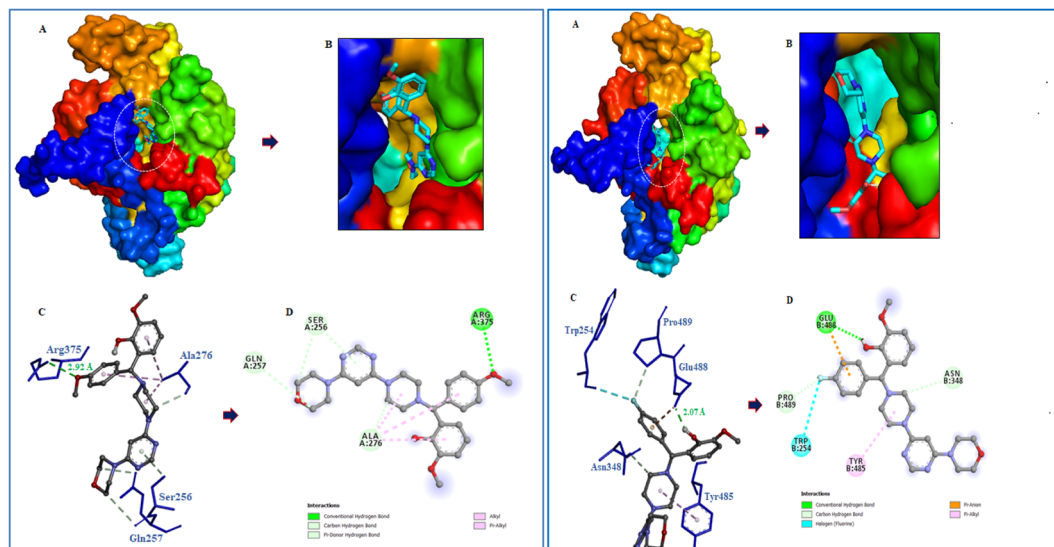 A
B
C
Arg375
2.92 Å
Ala276
Ser256
Gln257
D
SER
A:256
ARG
A:375
GLN
A:257
ALA
A:276
Interactions
Conventional Hydrogen Bond
Carbon Hydrogen Bond
Pi-Donor Hydrogen Bond
Alkyl
Pi-Alkyl
A
B
C
Trp254
Pro489
Glu488
2.07Å
Asn348
Tyr485
D
GLU
B:488
ASN
B:348
PRO
B:489
TRP
B:254
TYR
B:485
Interactions
Conventional Hydrogen Bond
Carbon Hydrogen Bond
Halogen (Fluorine)
Pi-Anion
Pi-Alkyl